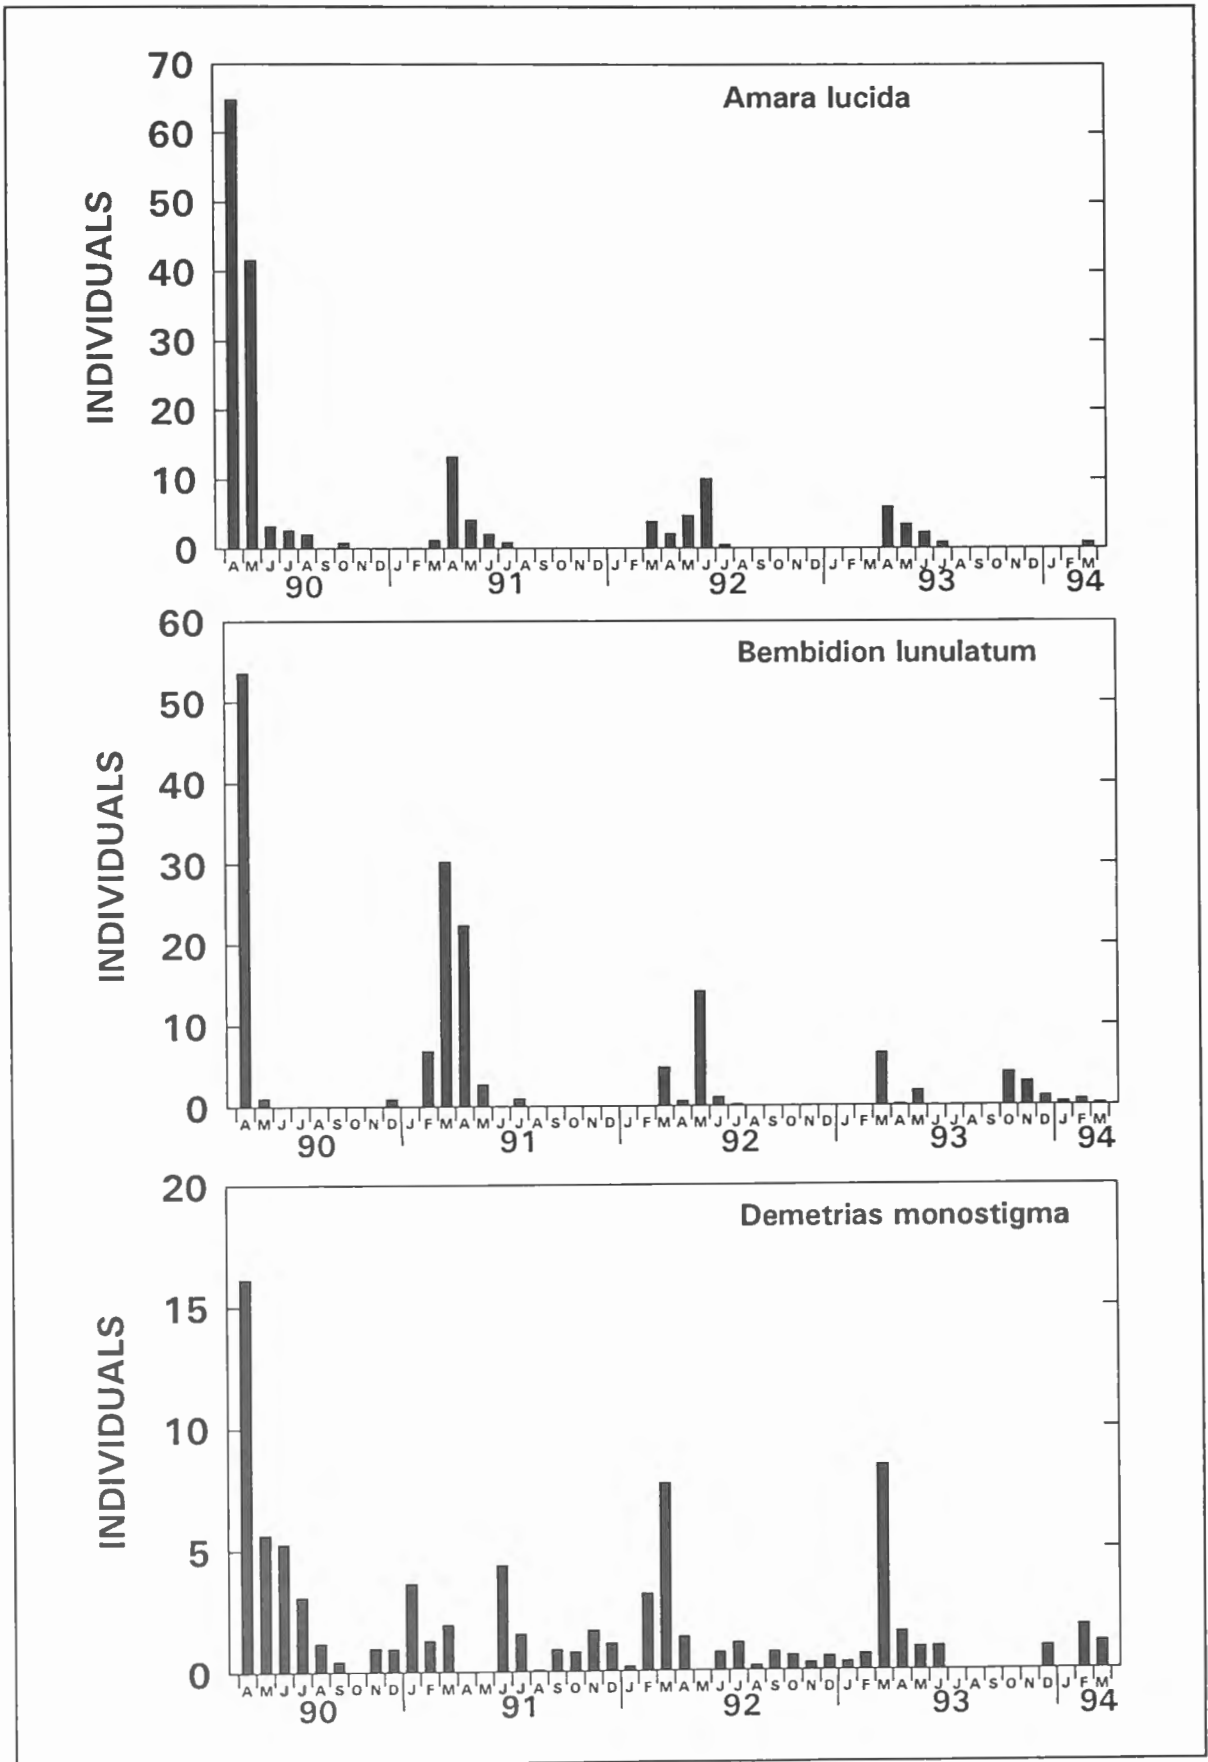 Amara lucida
INDIVIDUALS
70
60
50
40
30
20
10
0
A M J J A S O N D J F M A M J J A S O N D J F M A M J J A S O N D J F M A M J J A S O N D J F M
90 91 92 93 94
Bembidion lunulatum
INDIVIDUALS
60
50
40
30
20
10
0
A M J J A S O N D J F M A M J J A S O N D J F M A M J J A S O N D J F M A M J J A S O N D J F M
90 91 92 93 94
Demetrias monostigma
INDIVIDUALS
20
15
10
5
0
A M J J A S O N D J F M A M J J A S O N D J F M A M J J A S O N D J F M A M J J A S O N D J F M
90 91 92 93 94